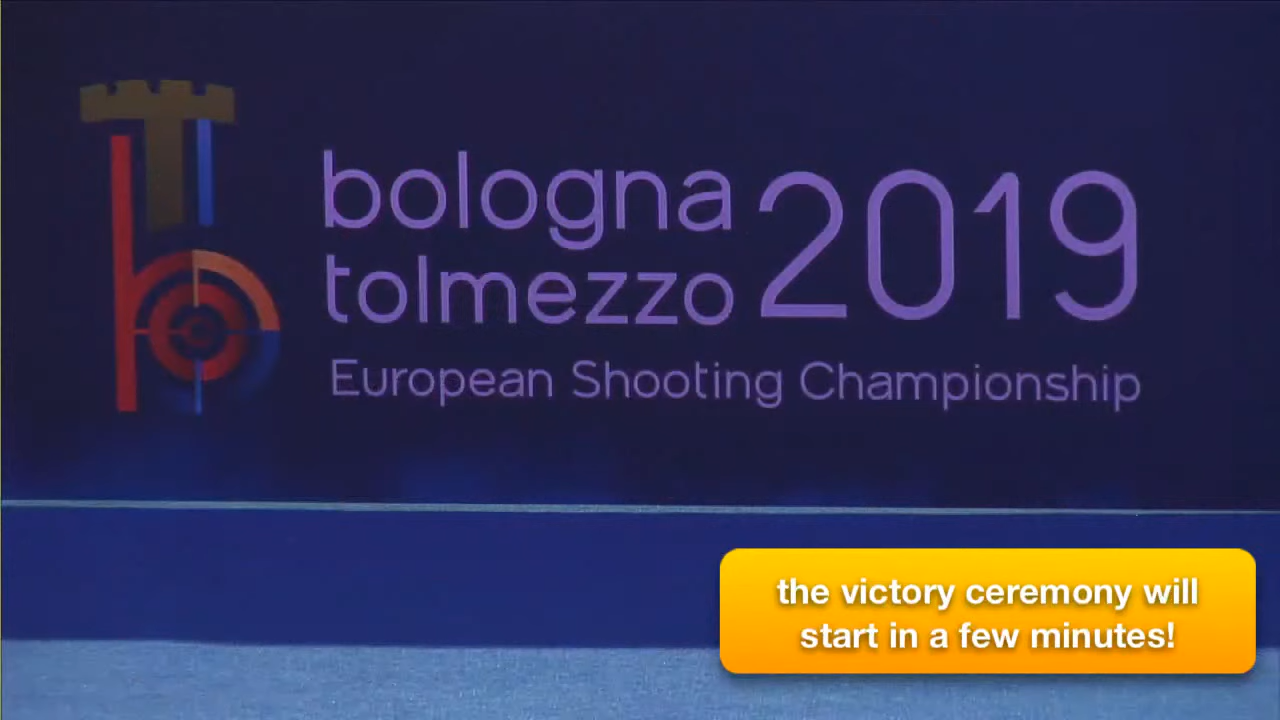 bologna
tolmezzo
2019
European Shooting Championship
the victory ceremony will
start in a few minutes!